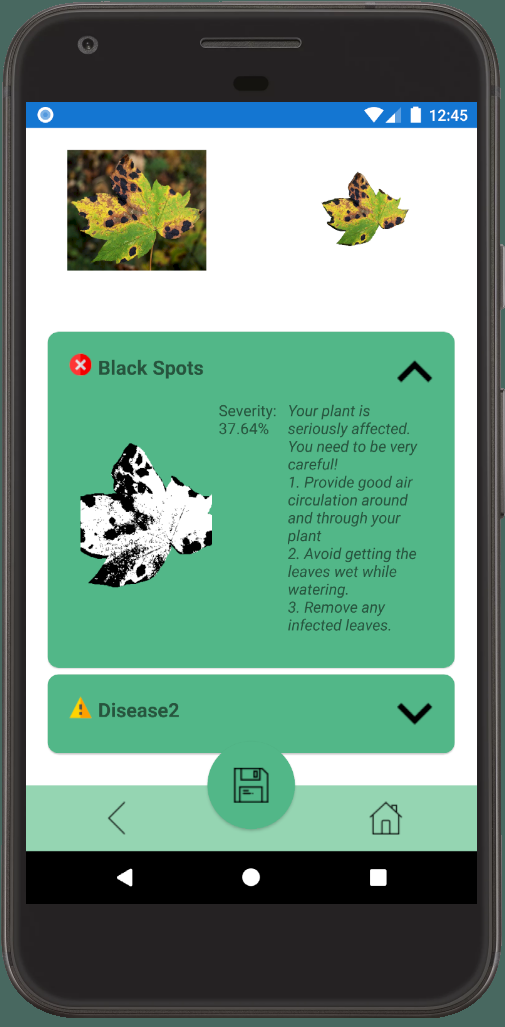 12:45
Black Spots
Severity:
37.64%
Your plant is
seriously affected.
You need to be very
careful!
1. Provide good air
circulation around
and through your
plant
2. Avoid getting the
leaves wet while
watering.
3. Remove any
infected leaves.
Disease2